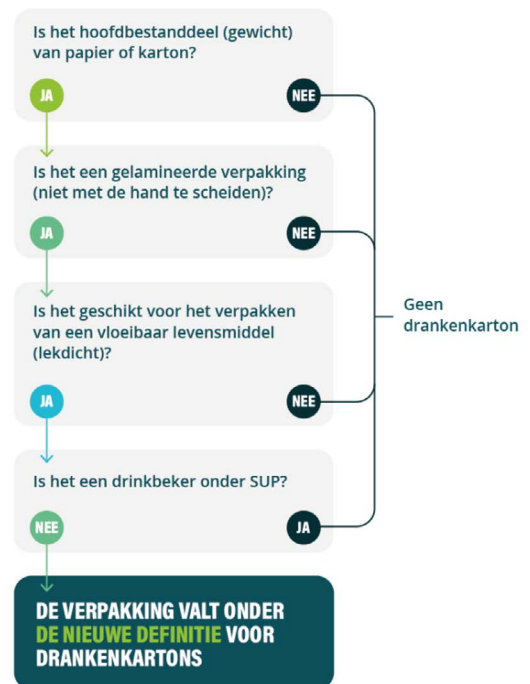 Is het hoofdbestanddeel (gewicht)
van papier of karton?
JA
NEE
Is het een gelamineerde verpakking
(niet met de hand te scheiden)?
JA
NEE
Is het geschikt voor het verpakken
van een vloeibaar levensmiddel
(lekdicht)?
Geen
drankenkarton
JA
NEE
Is het een drinkbeker onder SUP?
NEE
JA
DE VERPAKKING VALT ONDER
DE NIEUWE DEFINITIE VOOR
DRANKENKARTONS